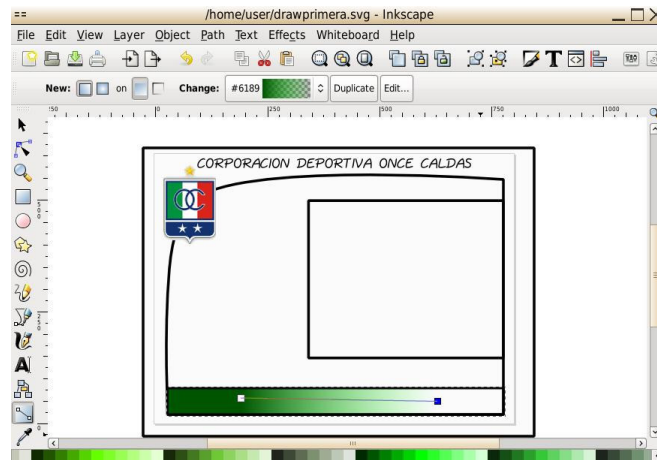 /home/user/drawprimera.svg - Inkscape
File Edit View Layer Object Path Text Effects Whiteboard Help
New: on Change: #6189 Duplicate Edit...
CORPORACION DEPORTIVA ONCE CALDAS